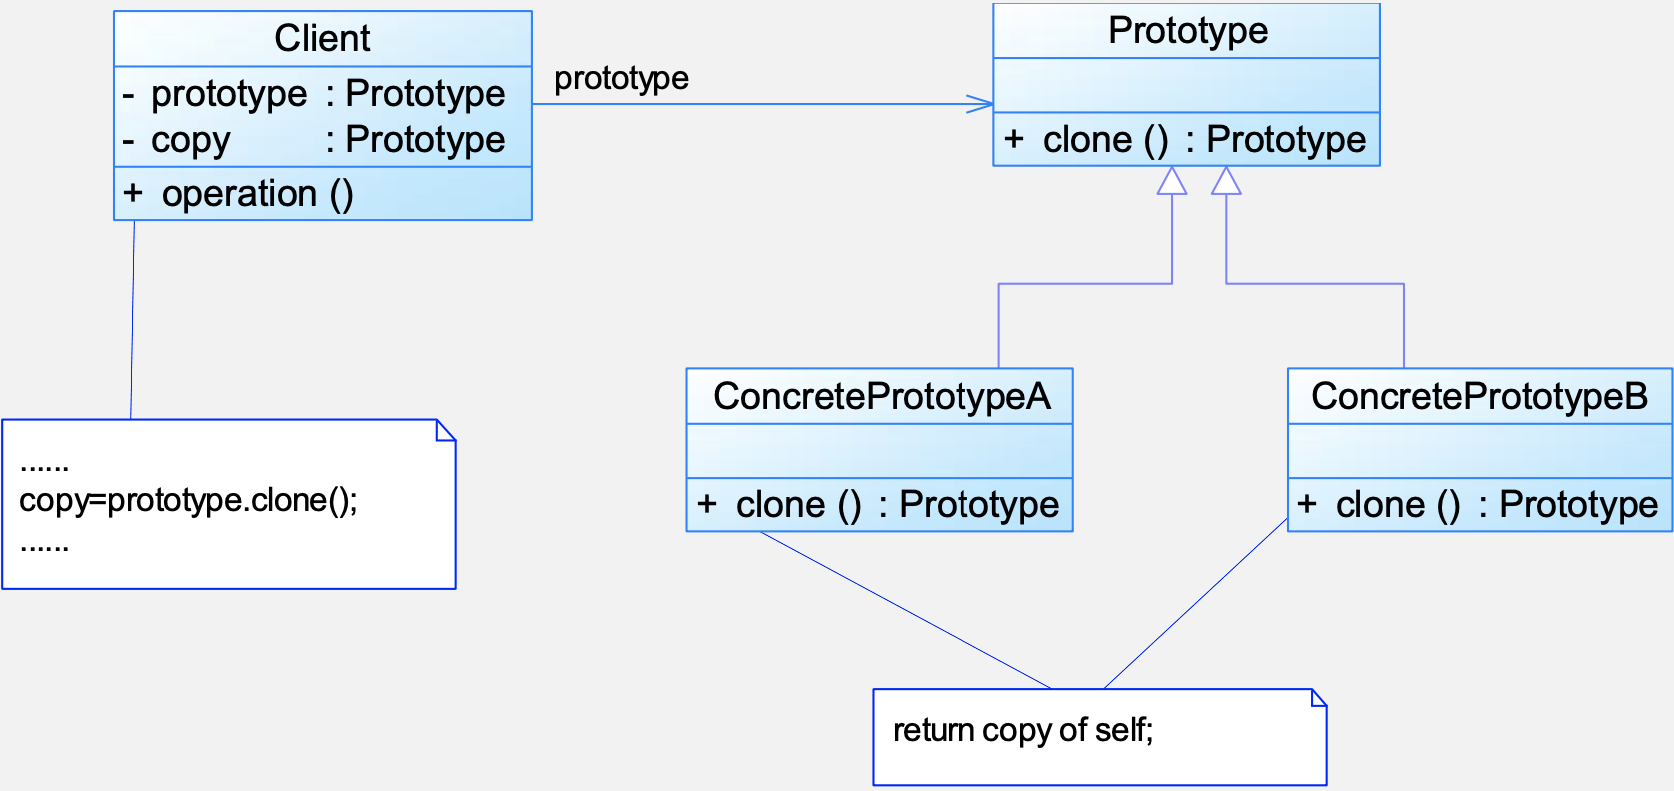 Client
- prototype : Prototype
- copy : Prototype
+ operation ()
prototype
Prototype
+ clone () : Prototype
ConcretePrototypeA
+ clone () : Prototype
ConcretePrototypeB
+ clone () : Prototype
......
copy=prototype.clone();
......
return copy of self;